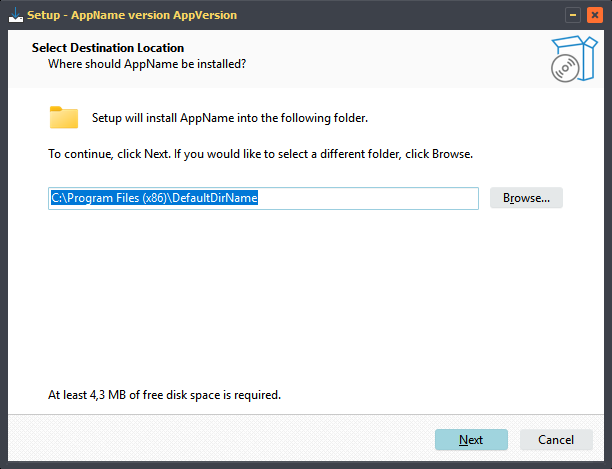 Setup - AppName version AppVersion
Select Destination Location
Where should AppName be installed?
Setup will install AppName into the following folder.
To continue, click Next. If you would like to select a different folder, click Browse.
C:\Program Files (x86)\DefaultDirName
Browse...
At least 4,3 MB of free disk space is required.
Next
Cancel